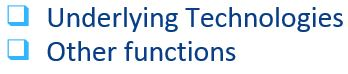 ❑ Underlying Technologies
❑ Other functions